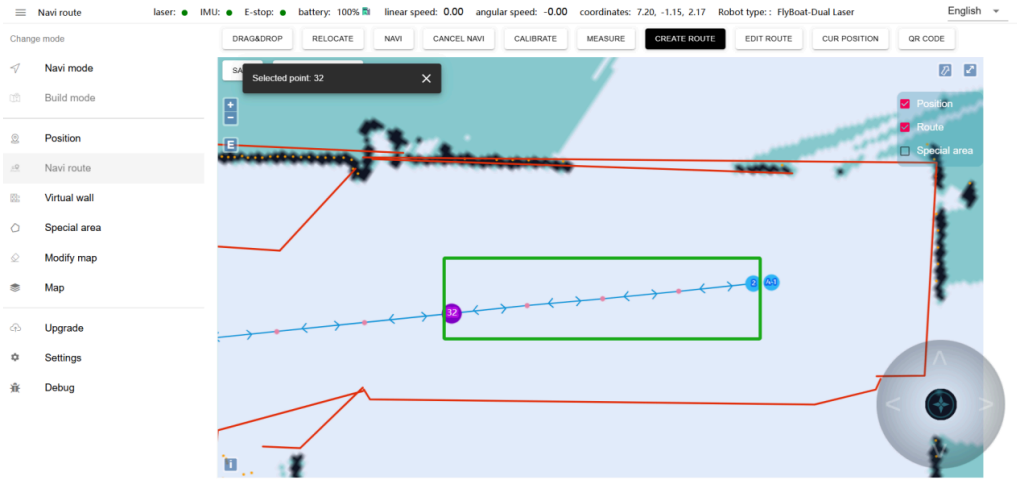 Navi route laser: IMU: E-stop: battery: 100% linear speed: 0.00 angular speed: -0.00 coordinates: 7.20, -1.15, 2.17 Robot type: : FlyBoat-Dual Laser English
Change mode
DRAG&DROP RELOCATE NAVI CANCEL NAVI CALIBRATE MEASURE CREATE ROUTE EDIT ROUTE CUR POSITION QR CODE
Navi mode
Build mode
Position
Navi route
Virtual wall
Special area
Modify map
Map
Upgrade
Settings
Debug
SA
Selected point: 32
+
−
E
Position
Route
Special area
32
2
i